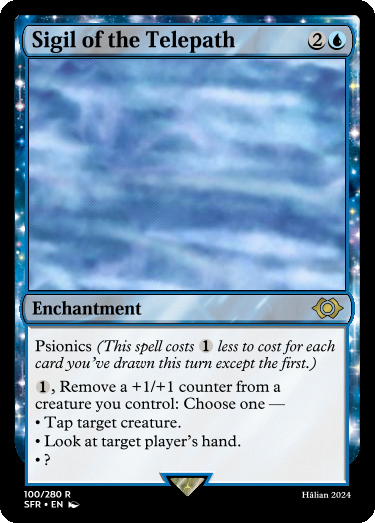 Sigil of the Telepath 2
Enchantment
Psionics (This spell costs 1 less to cost for each
card you've drawn this turn except the first.)
1, Remove a +1/+1 counter from a
creature you control: Choose one —
• Tap target creature.
• Look at target player's hand.
• ?
100/280 R
SFR • EN
Hålian 2024